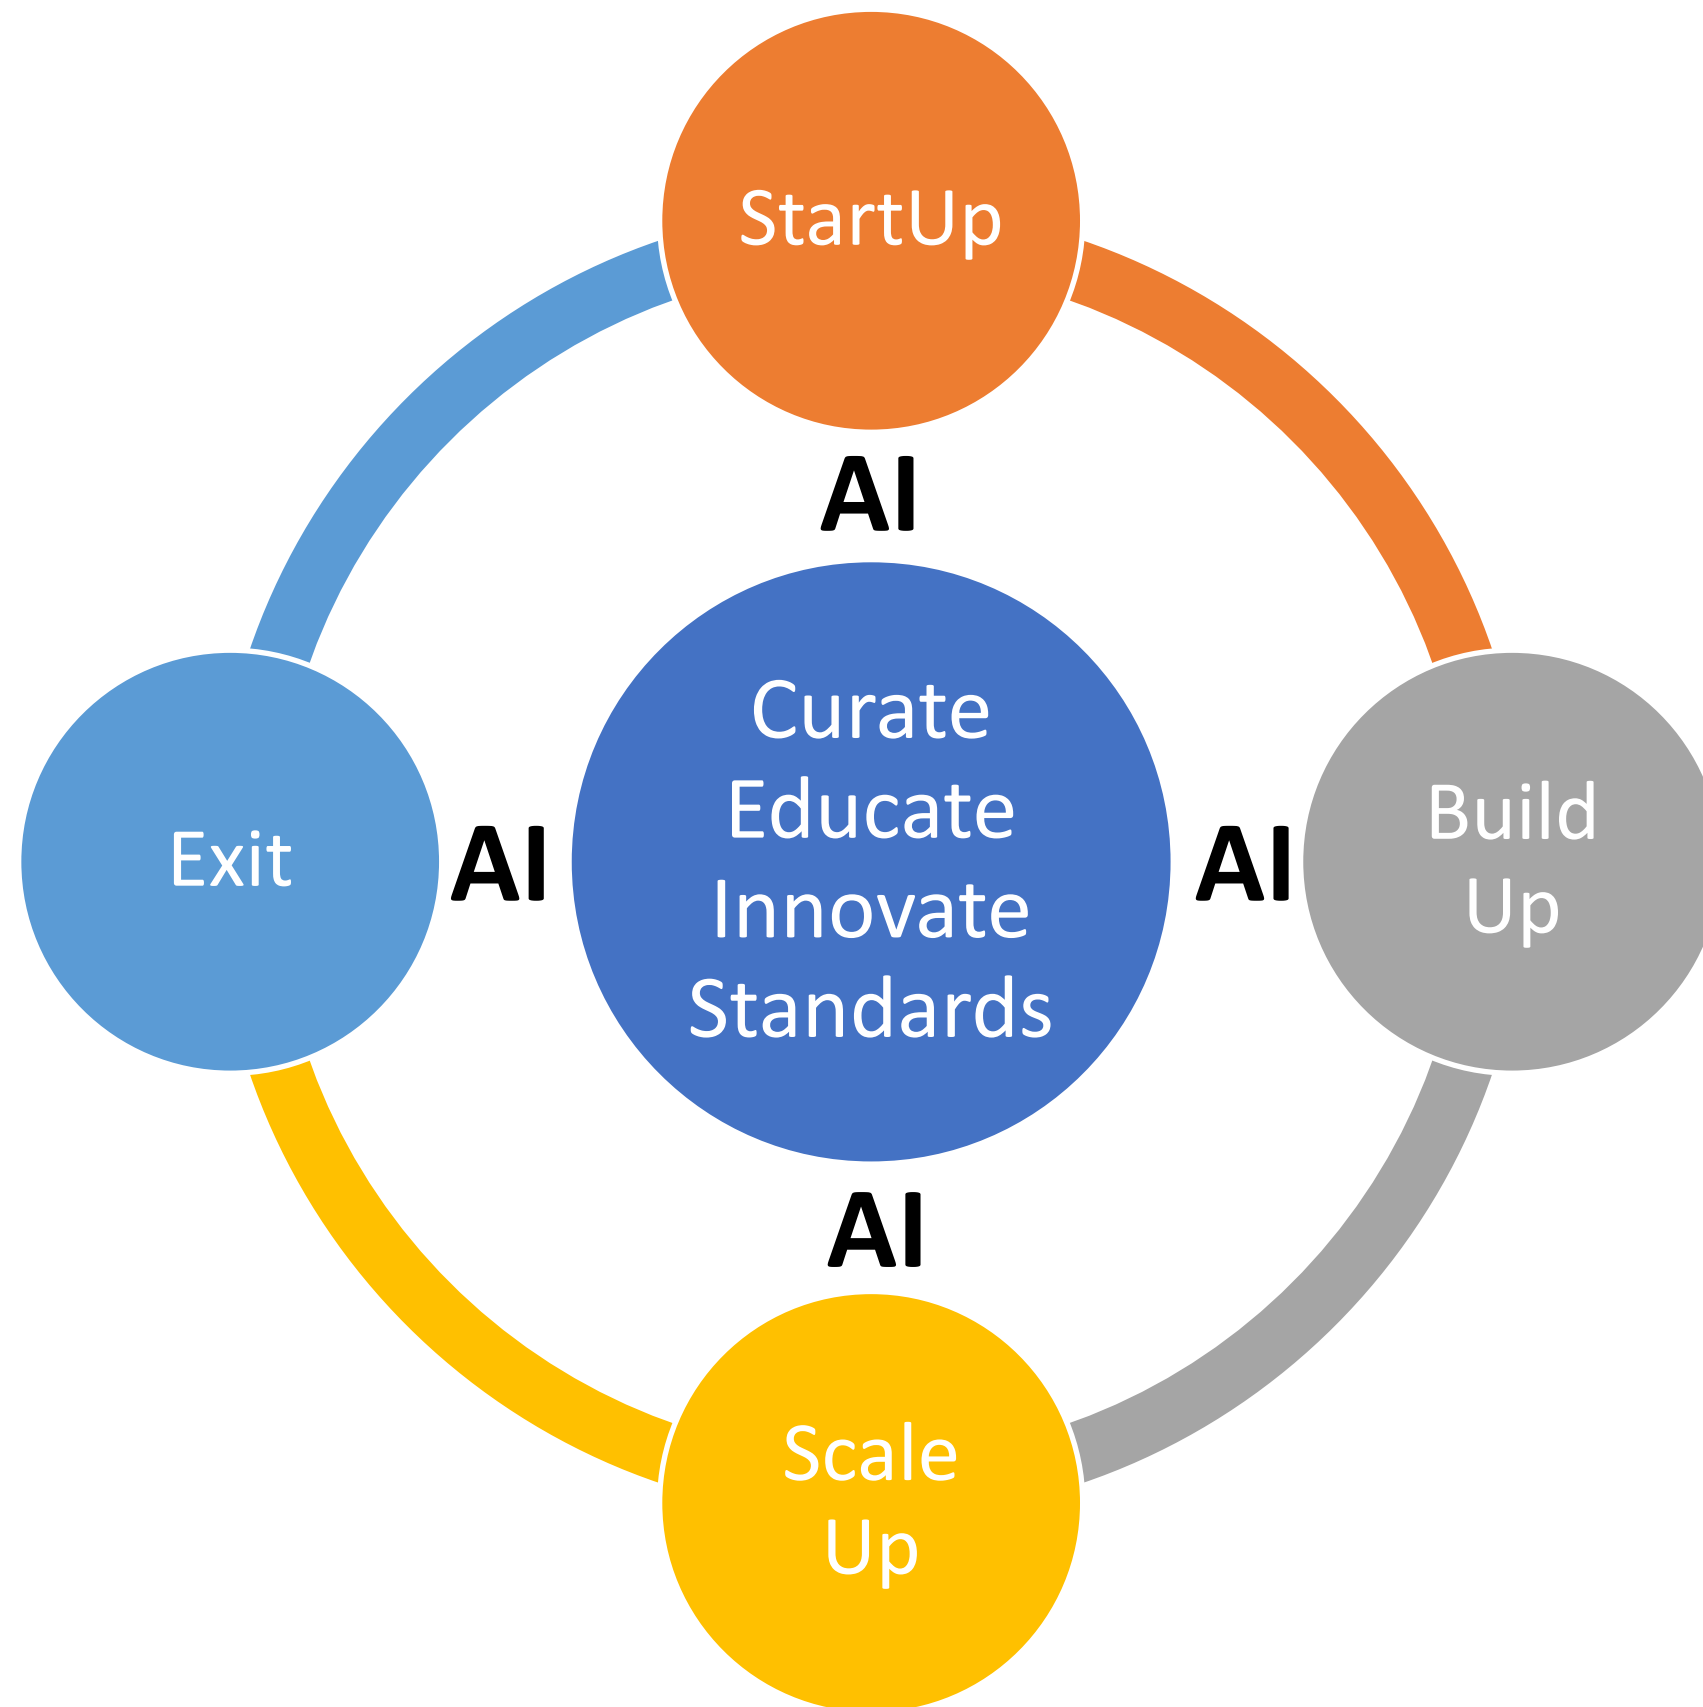 StartUp
AI
Curate
Educate
Innovate
Standards
Exit
AI
AI
Build
Up
AI
Scale
Up